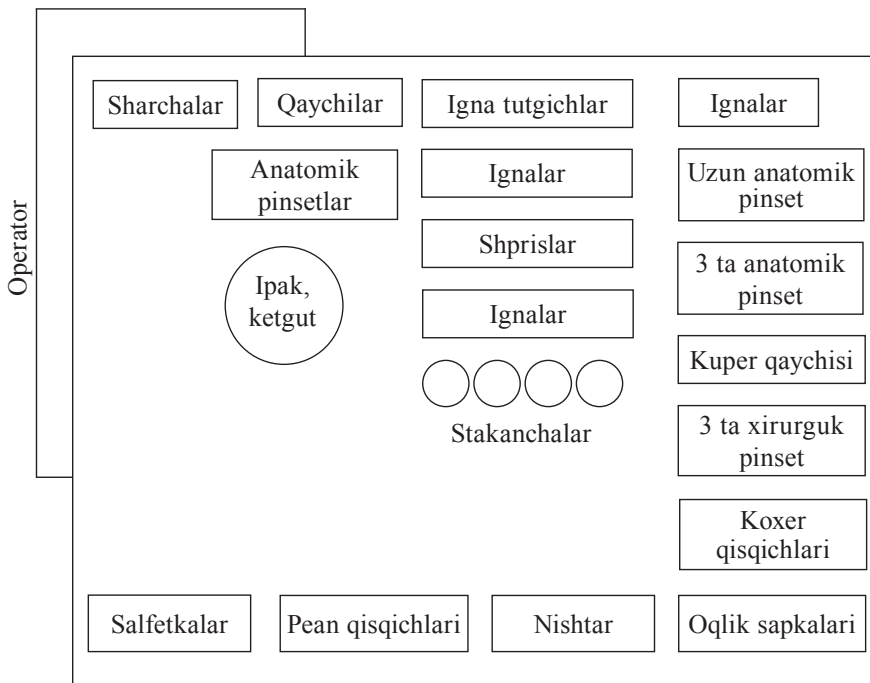 Operator
Sharchalar
Qaychilar
Igna tutgichlar
Ignalar
Anatomik
pinsetlar
Ignalar
Uzun anatomik
pinset
Shprislar
3 ta anatomik
pinset
Ipak,
ketgut
Ignalar
Kuper qaychisi
Stakanchalar
3 ta xirurguk
pinset
Koxer
qisqichlari
Salfetkalar
Pean qisqichlari
Nishtar
Oqlik sapkalari